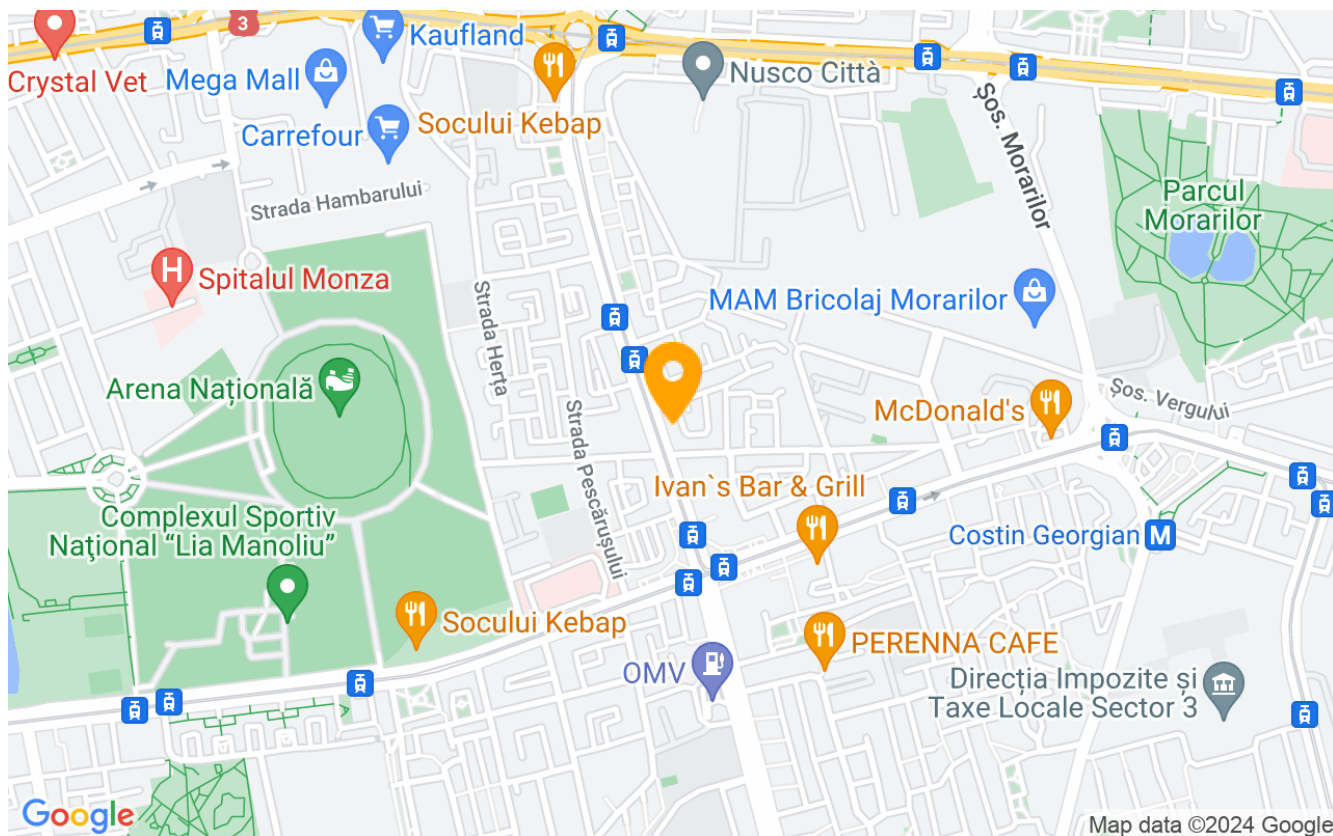 3
Kaufland
Crystal Vet
Mega Mall
Nusco Città
Carrefour
Socului Kebap
Șos. Morarilor
Strada Hambarului
Parcul
Morarilor
H
Spitalul Monza
MAM Bricolaj Morarilor
Strada Herța
Arena Națională
Strada Pescărușului
McDonald's
Șos. Vergului
Ivan`s Bar & Grill
Complexul Sportiv
Naţional “Lia Manoliu”
Costin Georgian
M
Socului Kebap
PERENNA CAFE
OMV
Direcția Impozite și
Taxe Locale Sector 3
Google
Map data ©2024 Google